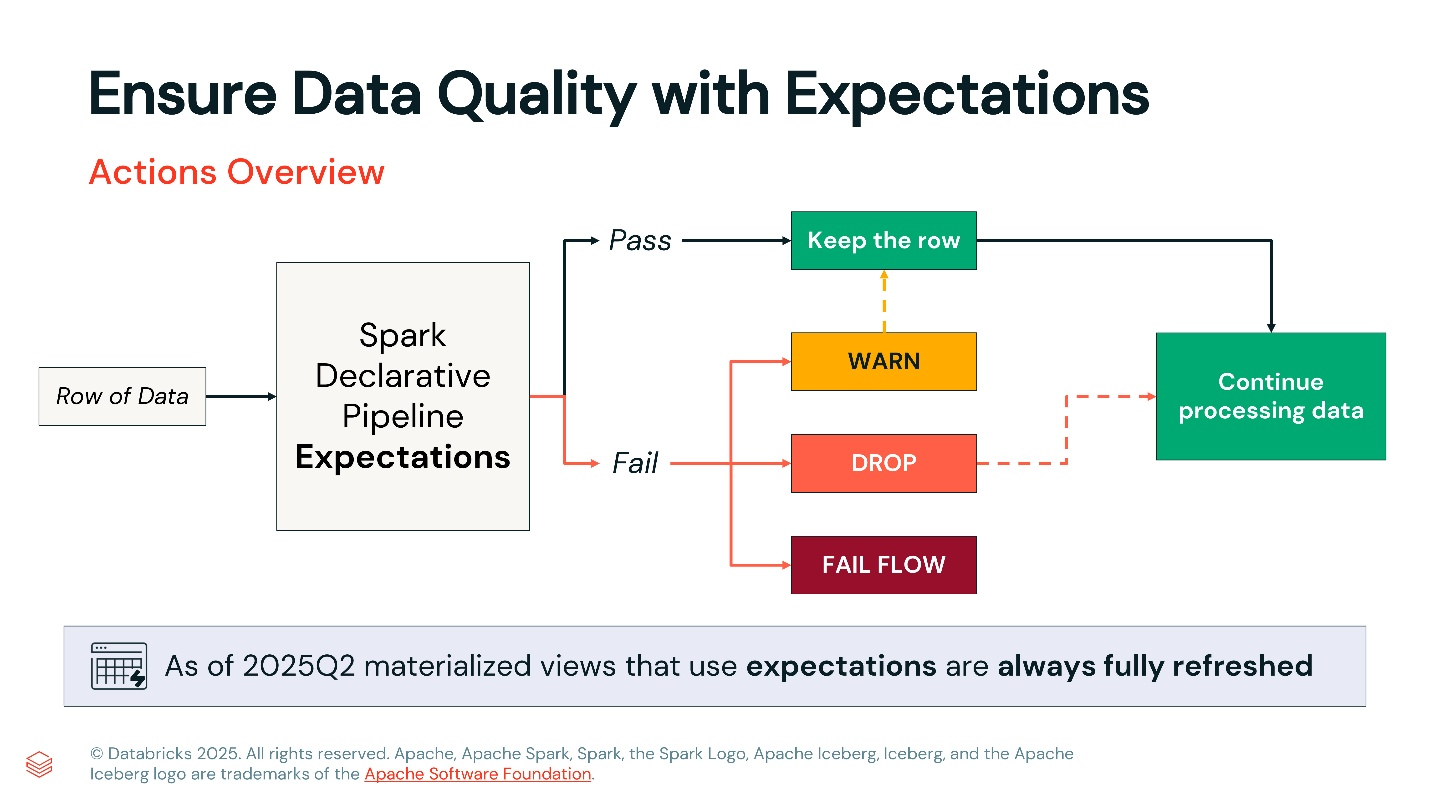 Ensure Data Quality with Expectations
Actions Overview
Row of Data
Spark
Declarative
Pipeline
Expectations
Pass
Fail
Keep the row
WARN
DROP
FAIL FLOW
Continue
processing data
As of 2025Q2 materialized views that use expectations are always fully refreshed
© Databricks 2025. All rights reserved. Apache, Apache Spark, Spark, the Spark Logo, Apache Iceberg, Iceberg, and the Apache
Iceberg logo are trademarks of the Apache Software Foundation.